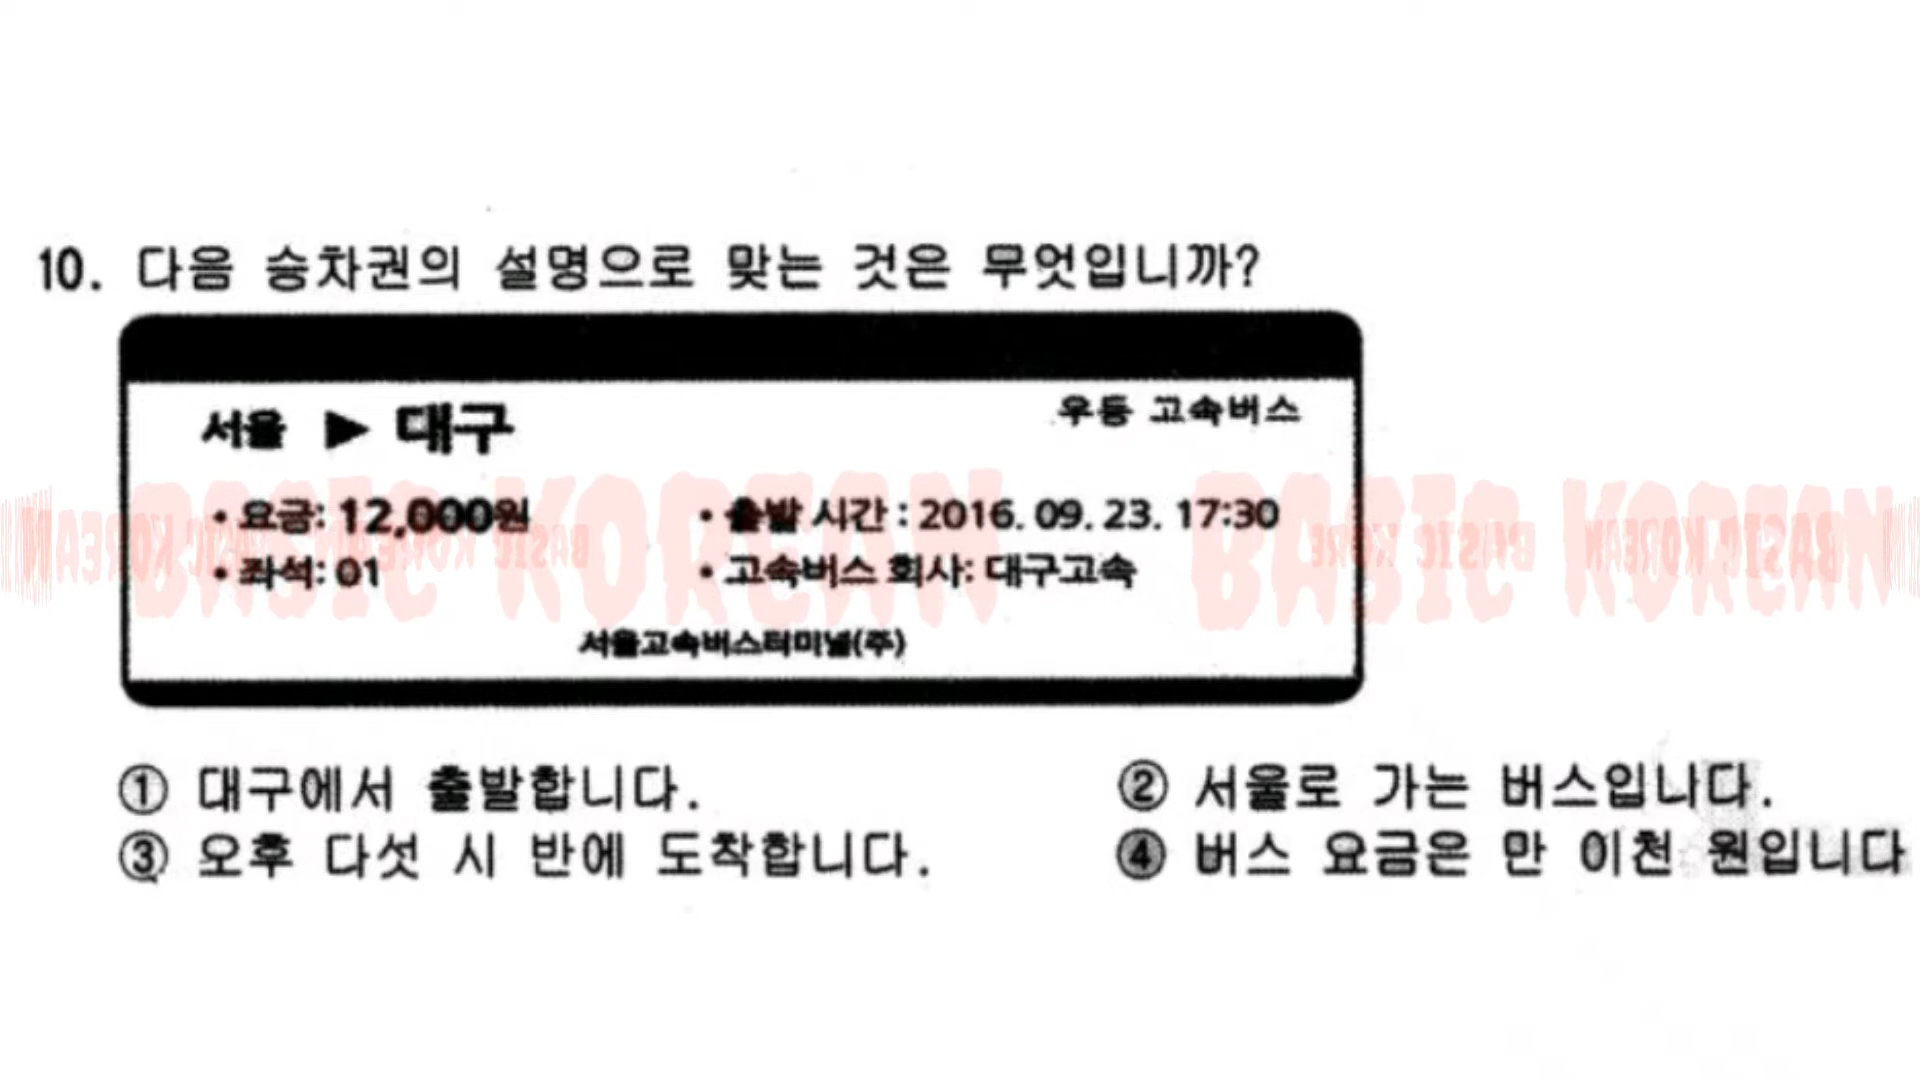 10. 다음 승차권의 설명으로 맞는 것은 무엇입니까?
서울 ▶ 대구
우등 고속버스
• 요금: 12,000원
• 출발 시간 : 2016. 09. 23. 17:30
• 좌석: 01
• 고속버스 회사: 대구고속
서울고속버스터미널(주)
① 대구에서 출발합니다.
② 서울로 가는 버스입니다.
③ 오후 다섯 시 반에 도착합니다.
④ 버스 요금은 만 이천 원입니다
BASIC KOREAN BASIC KOREAN